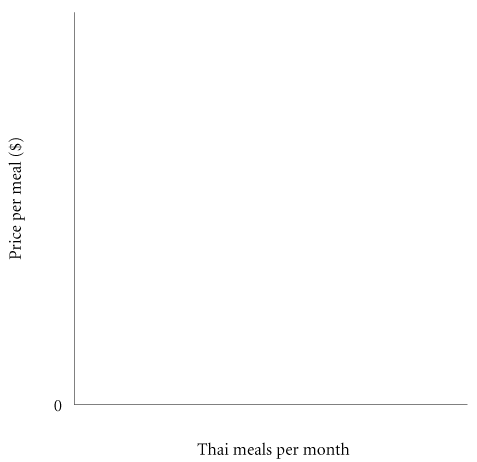 Price per meal ($)
0
Thai meals per month